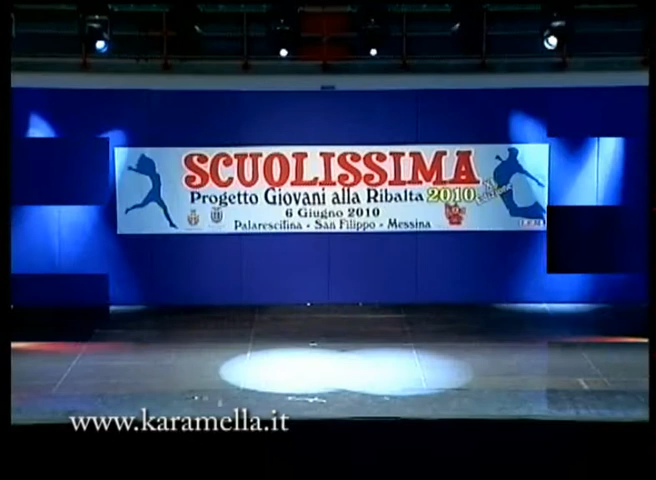 SCUOLISSIMA
Progetto Giovani alla Ribalta 2010
6 Giugno 2010
Palarescifina - San Filippo - Messina
www.karamella.it